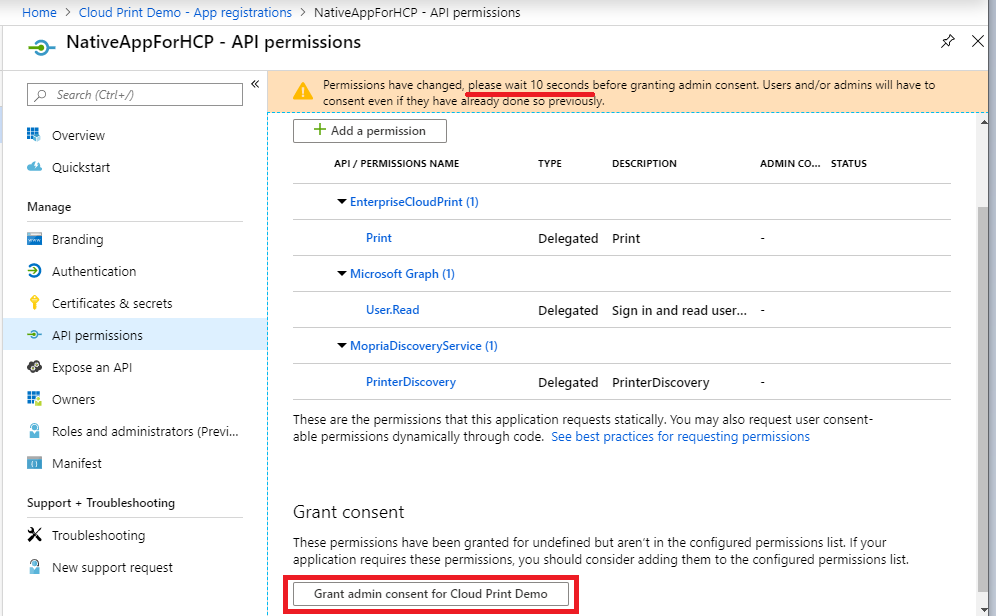 Home > Cloud Print Demo - App registrations > NativeAppForHCP - API permissions
NativeAppForHCP - API permissions
Search (Ctrl+/)
«
Overview
Quickstart
Manage
Branding
Authentication
Certificates & secrets
API permissions
Expose an API
Owners
Roles and administrators (Previ...
Manifest
Support + Troubleshooting
Troubleshooting
New support request
Permissions have changed, please wait 10 seconds before granting admin consent. Users and/or admins will have to
consent even if they have already done so previously.
+ Add a permission
API / PERMISSIONS NAME TYPE DESCRIPTION ADMIN CO... STATUS
EnterpriseCloudPrint (1)
Print Delegated Print -
Microsoft Graph (1)
User.Read Delegated Sign in and read user... -
MopriaDiscoveryService (1)
PrinterDiscovery Delegated PrinterDiscovery -
These are the permissions that this application requests statically. You may also request user consent-
able permissions dynamically through code. See best practices for requesting permissions
Grant consent
These permissions have been granted for undefined but aren't in the configured permissions list. If your
application requires these permissions, you should consider adding them to the configured permissions list.
Grant admin consent for Cloud Print Demo